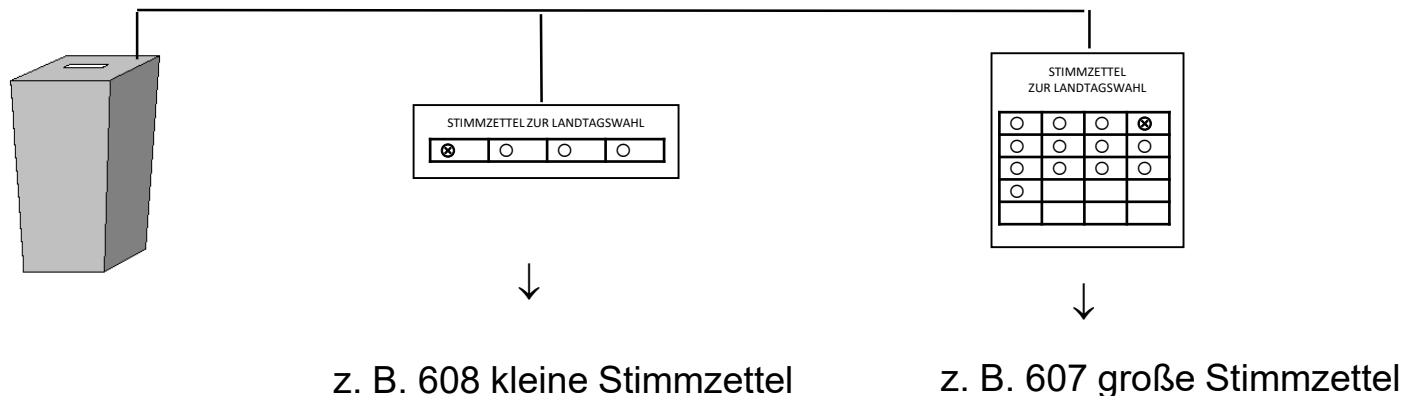 STIMMZETTEL
ZUR LANDTAGSWAHL
STIMMZETTEL ZUR LANDTAGSWAHL
z. B. 608 kleine Stimmzettel
z. B. 607 große Stimmzettel